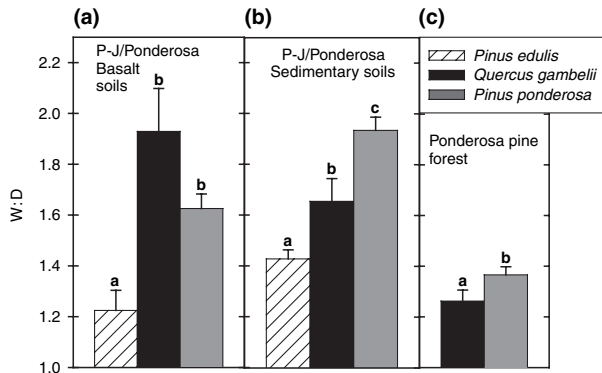 (a)
(b)
(c)
P-J/Ponderosa
Basalt
soils
P-J/Ponderosa
Sedimentary soils
Pinus edulis
Quercus gambelii
Pinus ponderosa
Ponderosa pine
forest
W:D
2.2
2.0
1.8
1.6
1.4
1.2
1.0
a
b
b
a
b
c
a
b